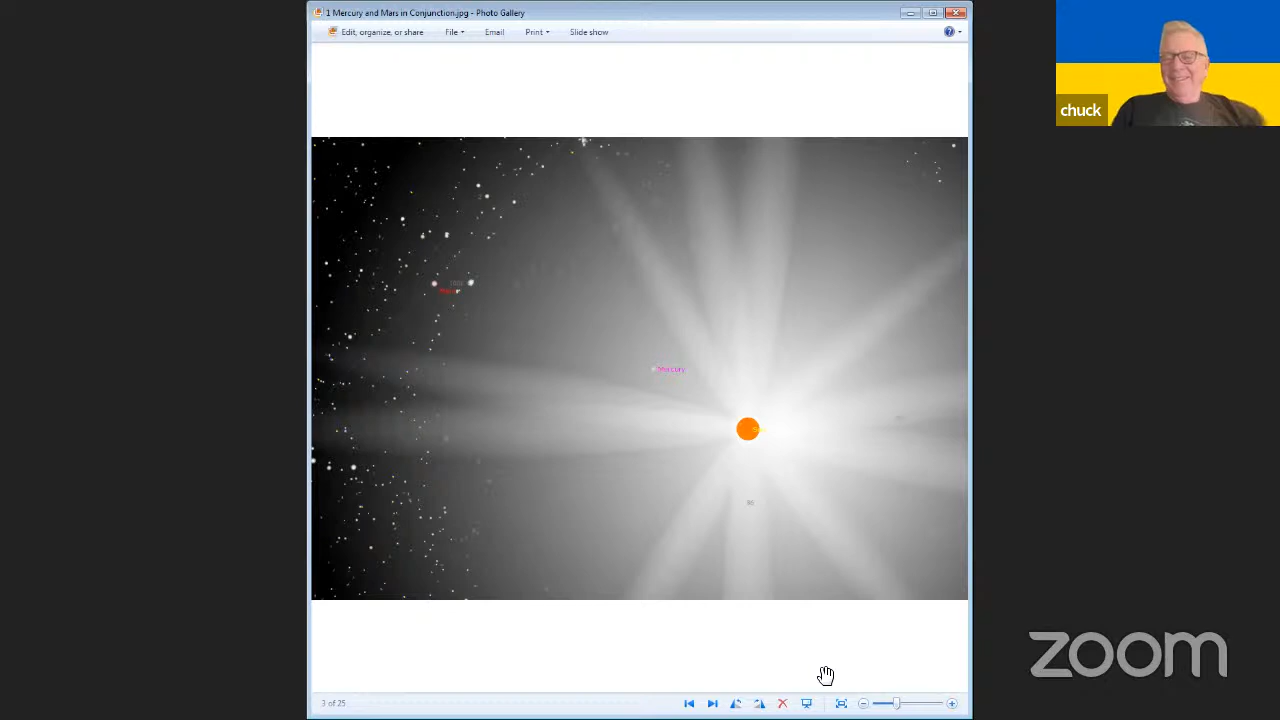 1 Mercury and Mars in Conjunction.jpg - Photo Gallery
Edit, organize, or share File Email Print Slide show
chuck
Mercury
3 of 25
zoom